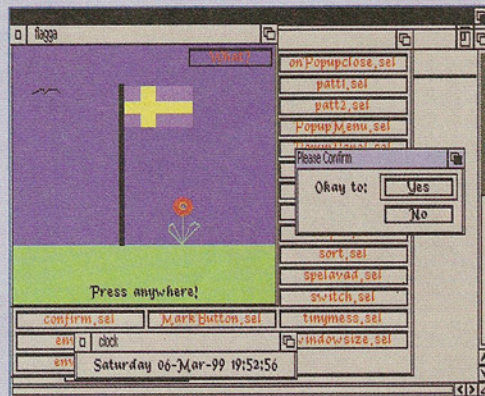 flagga
What?
onPopupclose,sel
patt1,sel
patt2,sel
PopupMenu,sel
Please Confirm
Okay to:
Yes
No
sort,sel
spelavad,sel
switch,sel
Press anywhere!
confirm,sel
MarkButton,sel
tinymess,sel
env
clock
windowsize,sel
env
Saturday 06-Mar-99 19:52:56